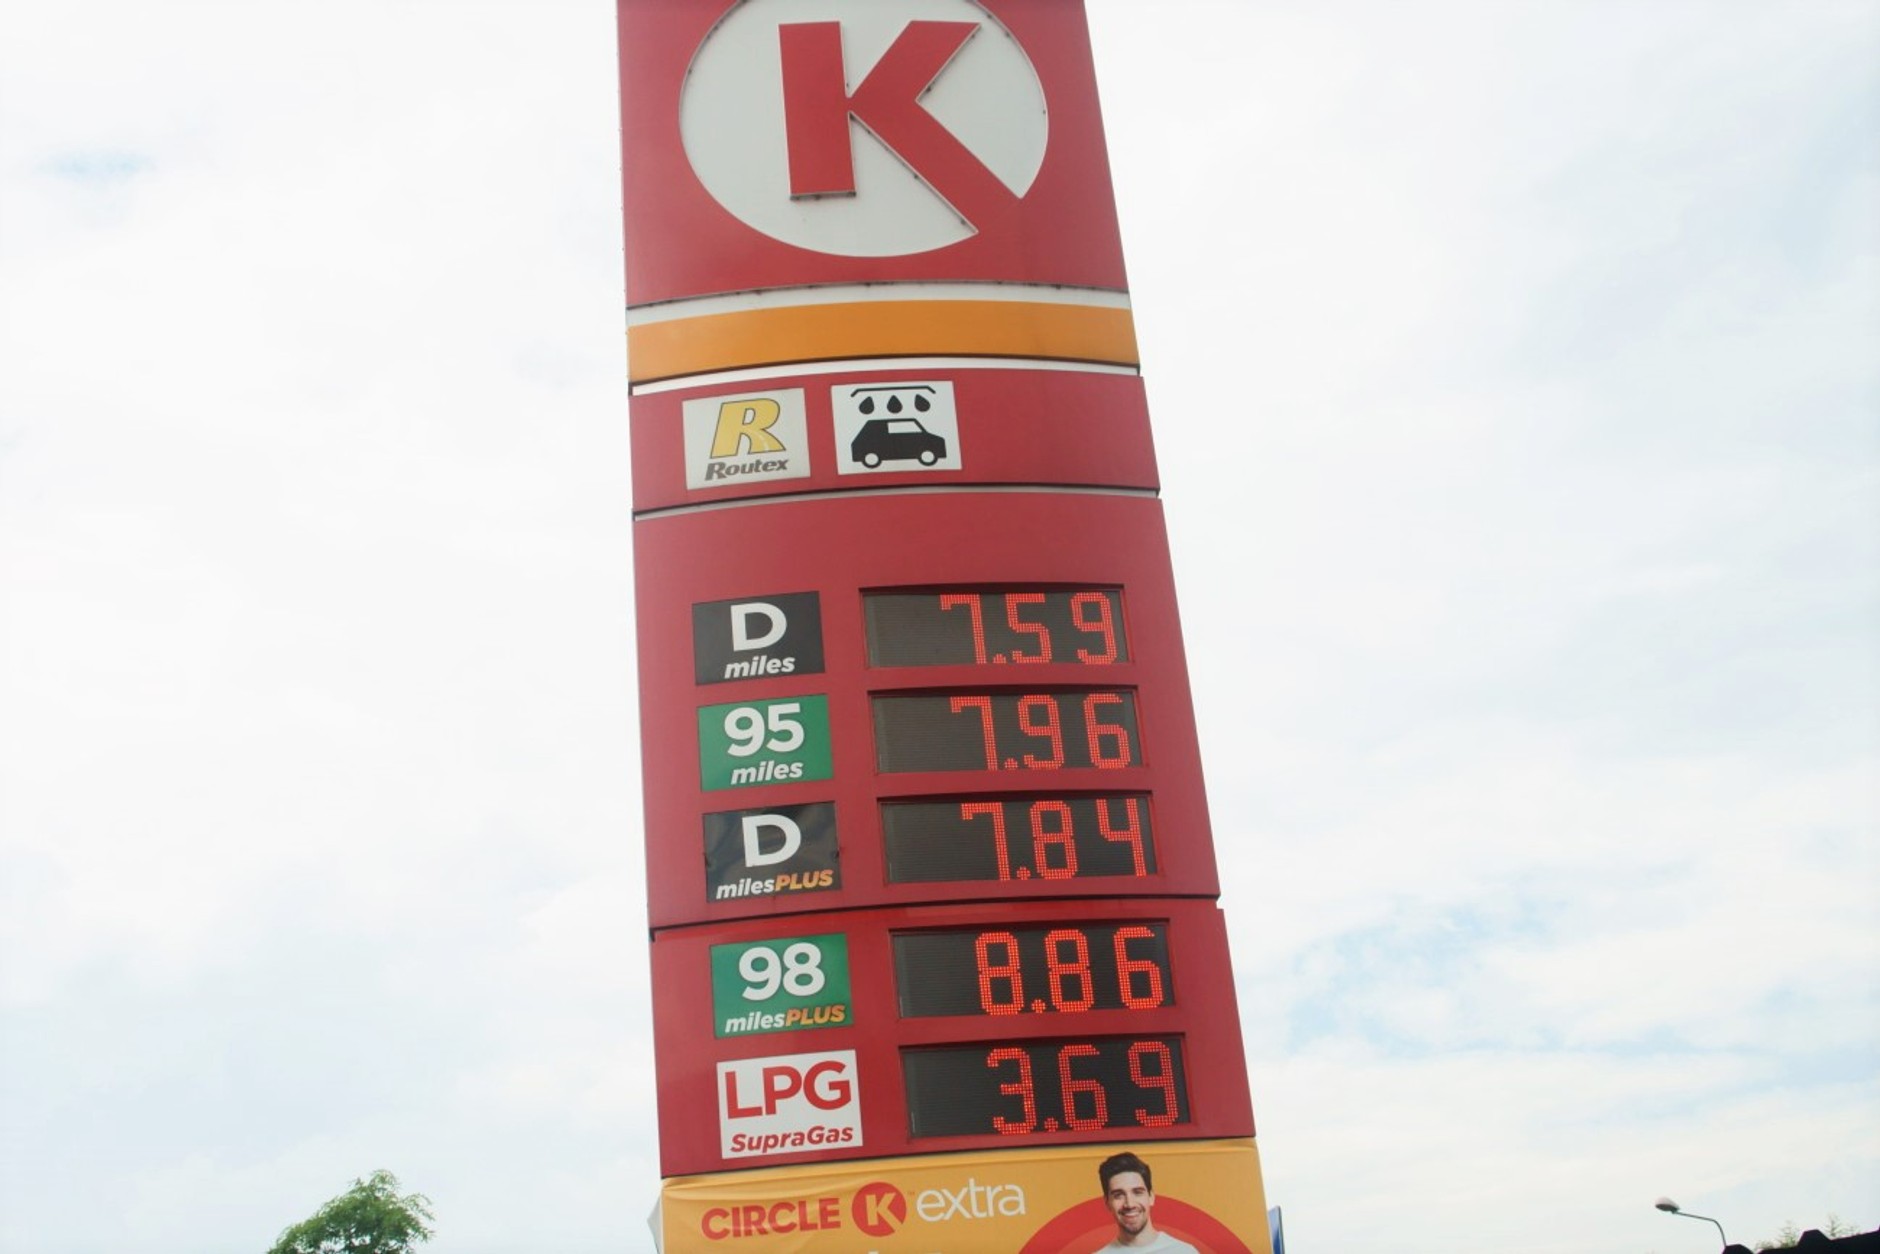 K
R
Routex
D
miles
7.59
95
miles
7.96
D
milesPLUS
7.84
98
milesPLUS
8.86
LPG
SupraGas
3.69
CIRCLE K extra